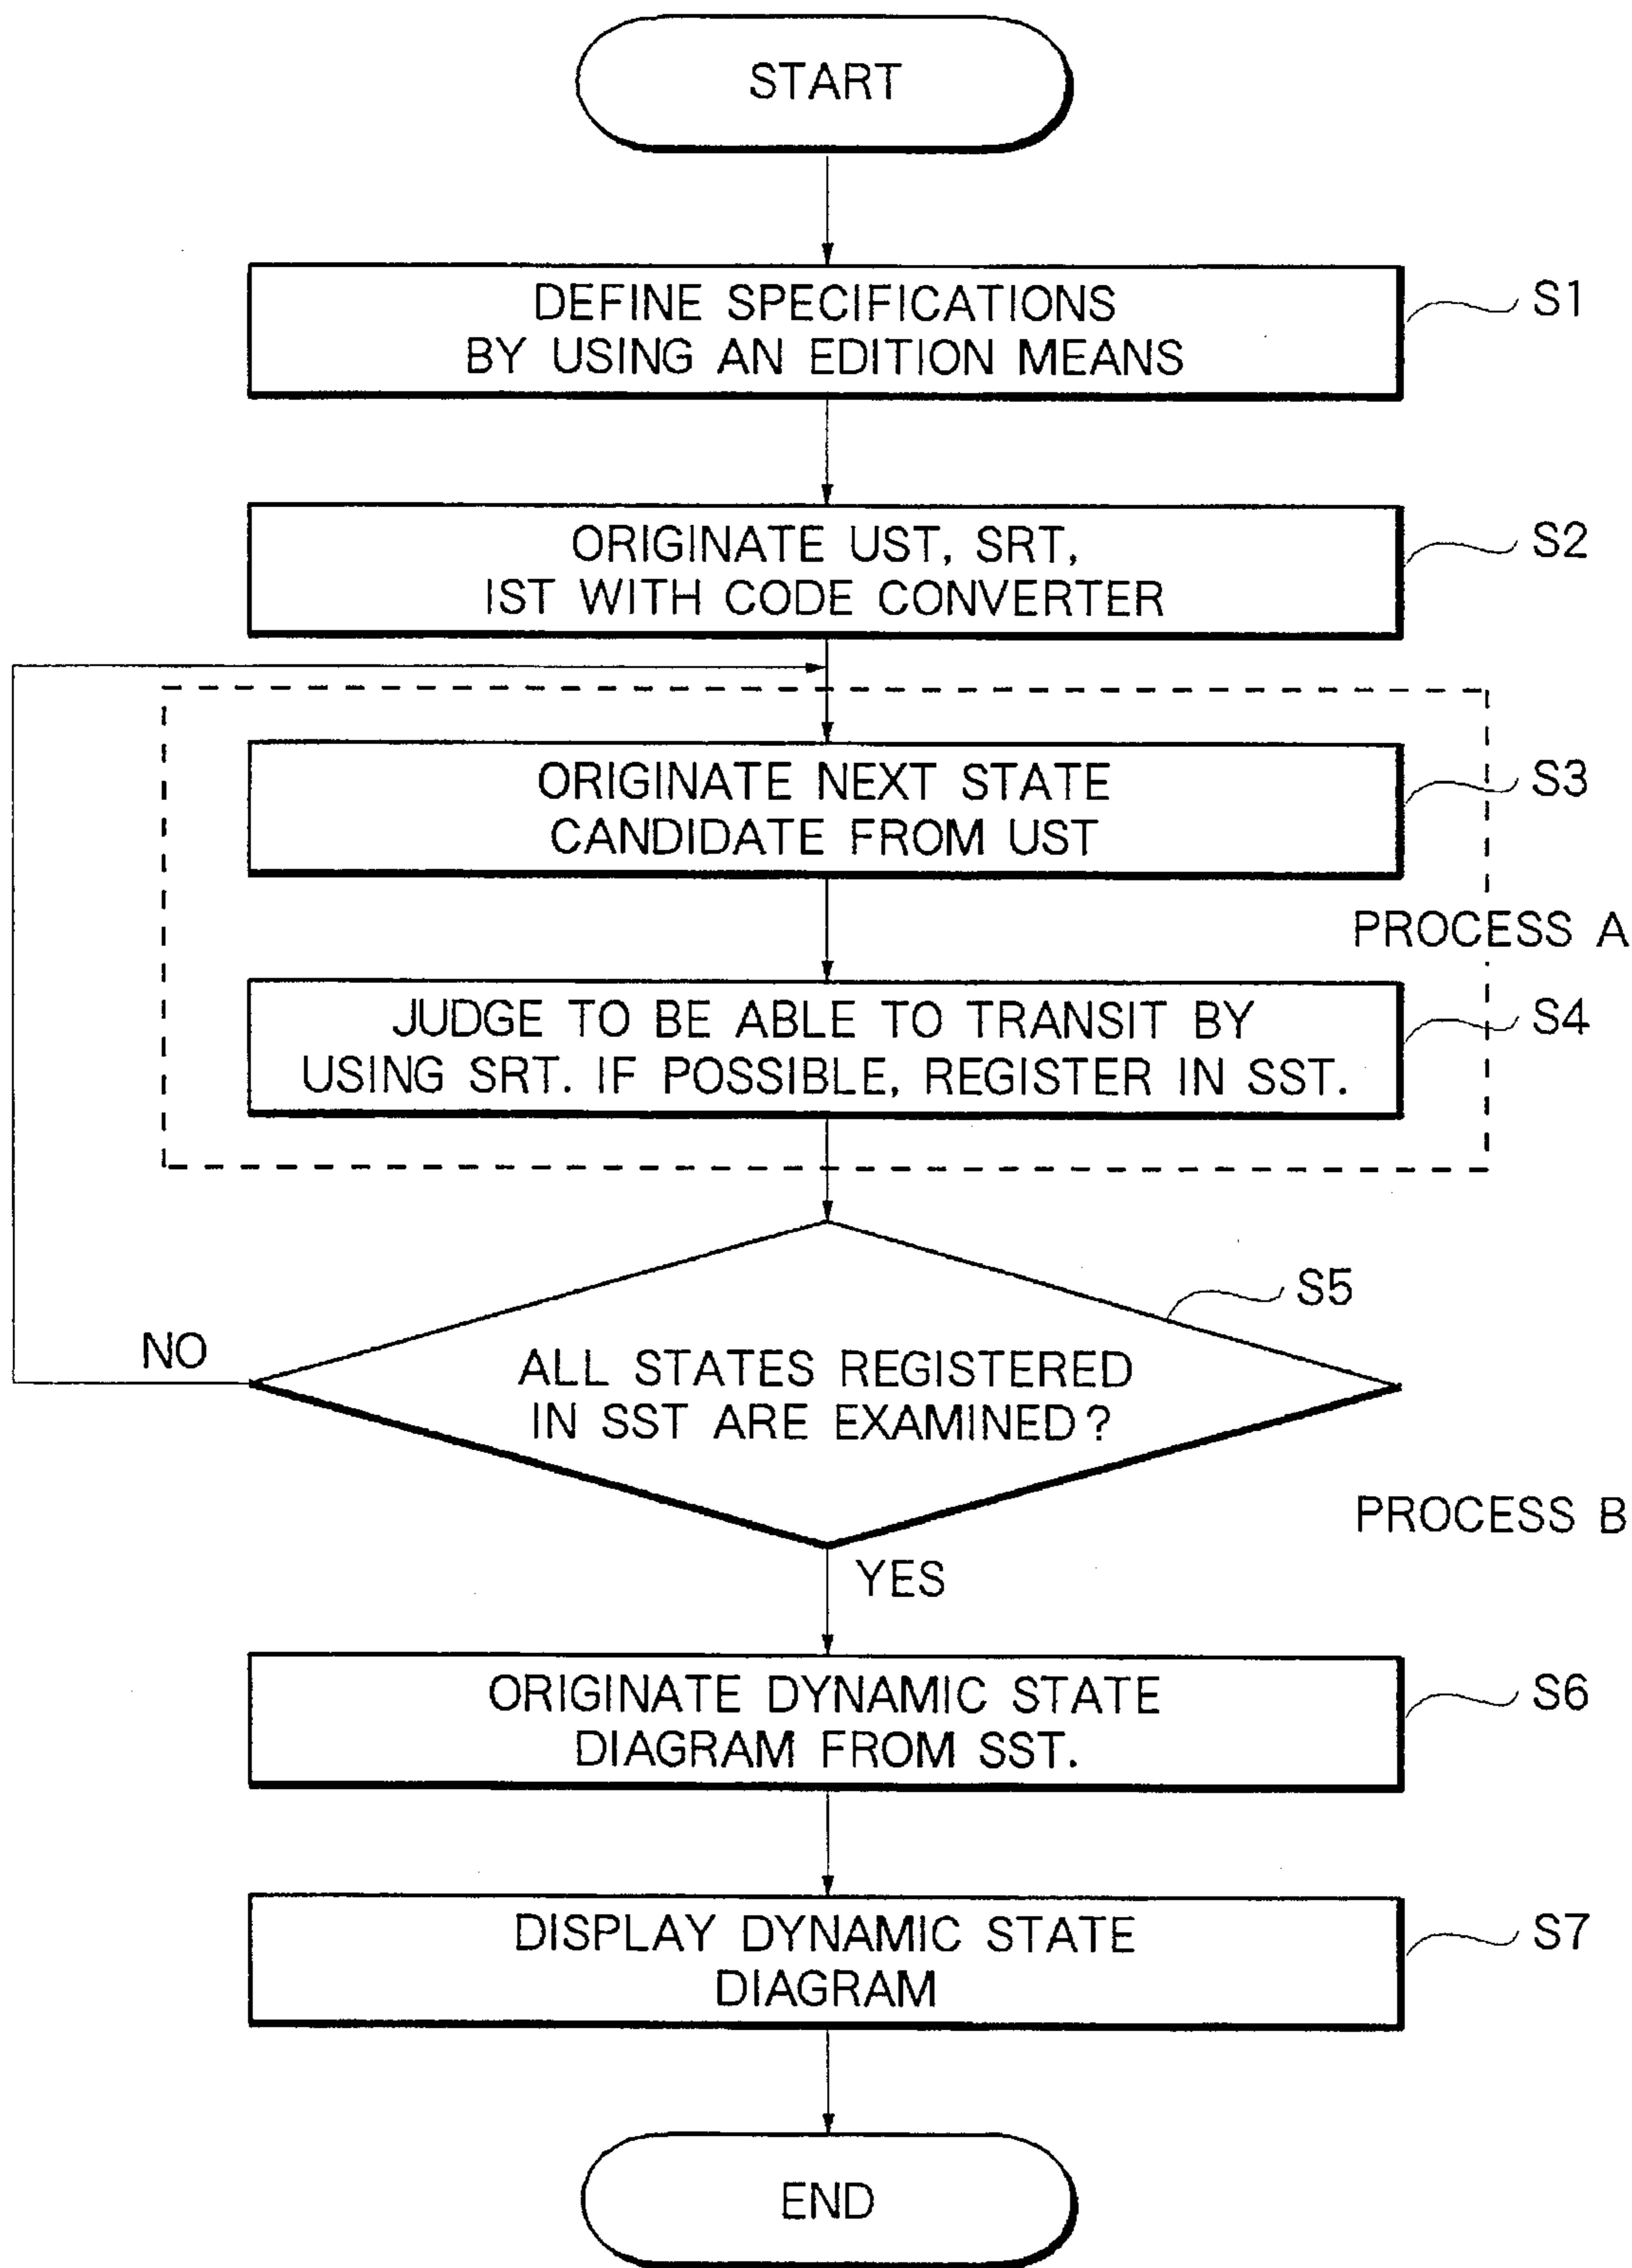 START
DEFINE SPECIFICATIONS
BY USING AN EDITION MEANS
S1
ORIGINATE UST, SRT,
IST WITH CODE CONVERTER
S2
ORIGINATE NEXT STATE
CANDIDATE FROM UST
S3
PROCESS A
JUDGE TO BE ABLE TO TRANSIT BY
USING SRT. IF POSSIBLE, REGISTER IN SST.
S4
S5
NO
ALL STATES REGISTERED
IN SST ARE EXAMINED?
PROCESS B
YES
ORIGINATE DYNAMIC STATE
DIAGRAM FROM SST.
S6
DISPLAY DYNAMIC STATE
DIAGRAM
S7
END